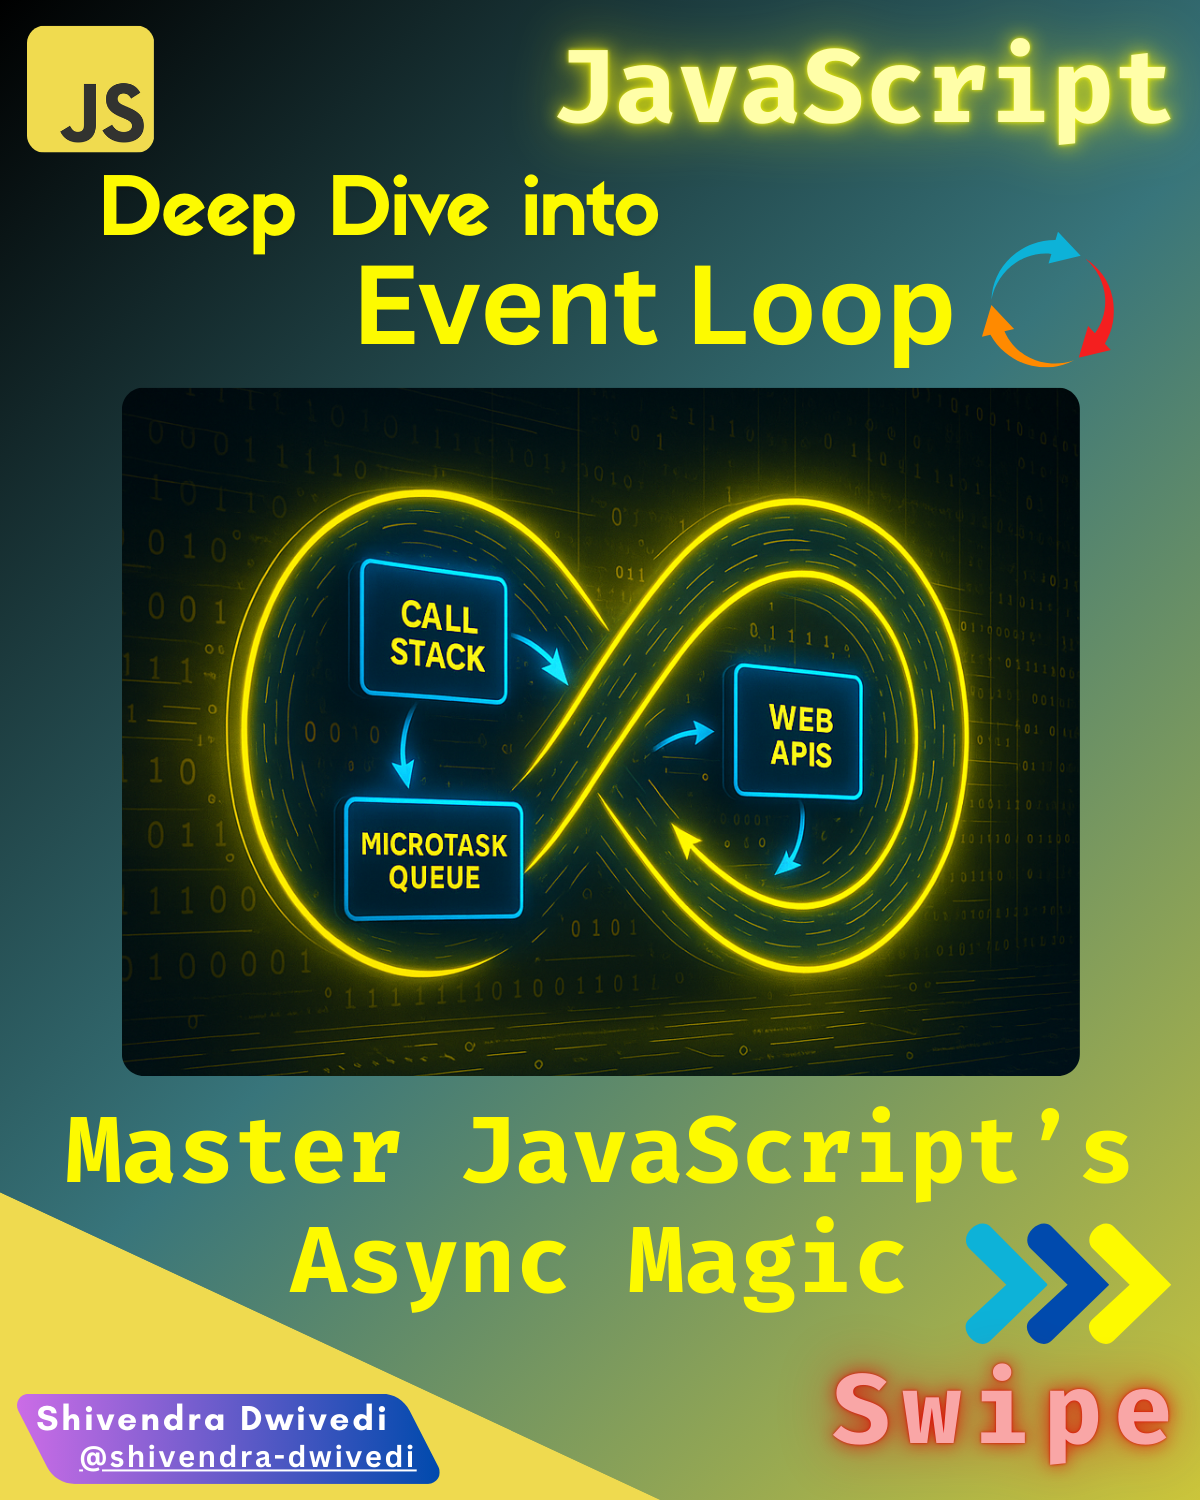 JS
JavaScript
Deep Dive into
Event Loop
CALL
STACK
WEB
APIS
MICROTASK
QUEUE
Master JavaScript’s
Async Magic
Swipe
Shivendra Dwivedi
@shivendra-dwivedi